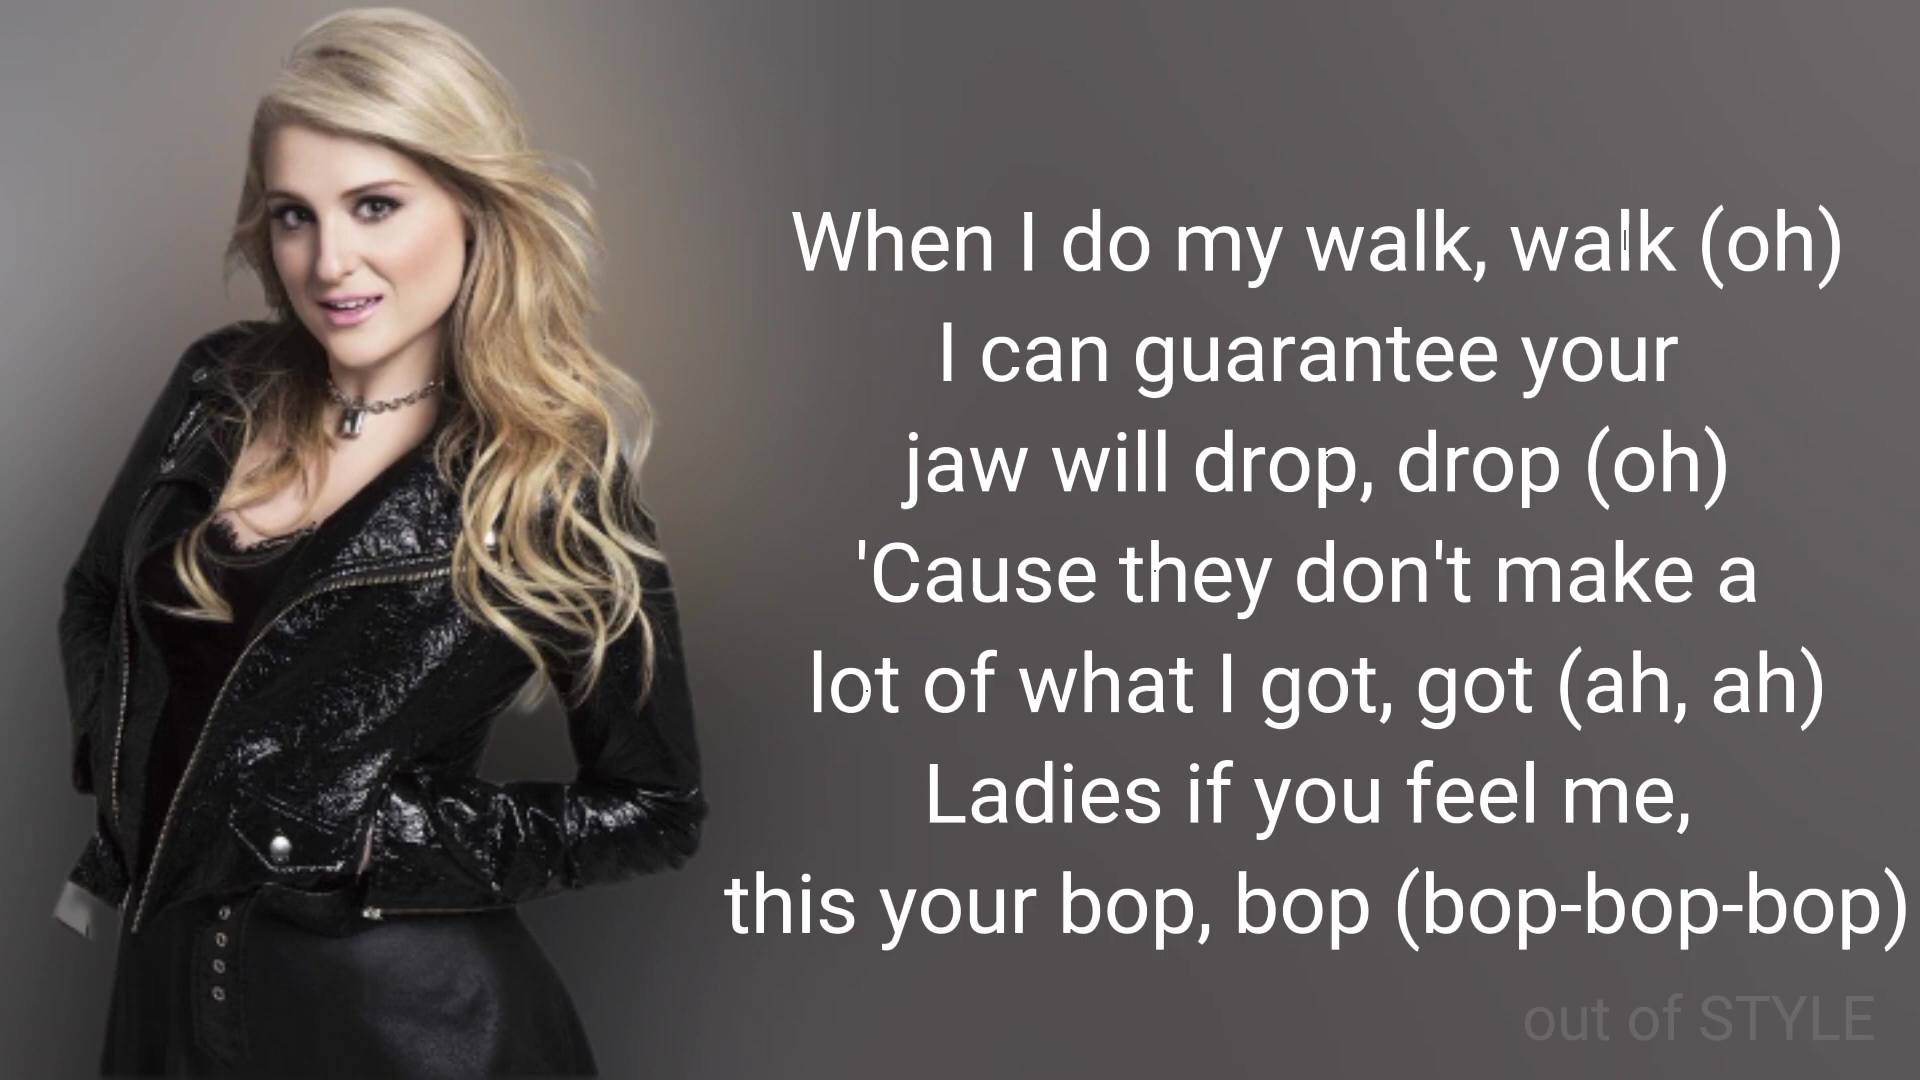 When I do my walk, walk (oh)
I can guarantee your
jaw will drop, drop (oh)
'Cause they don't make a
lot of what I got, got (ah, ah)
Ladies if you feel me,
this your bop, bop (bop-bop-bop)
out of STYLE